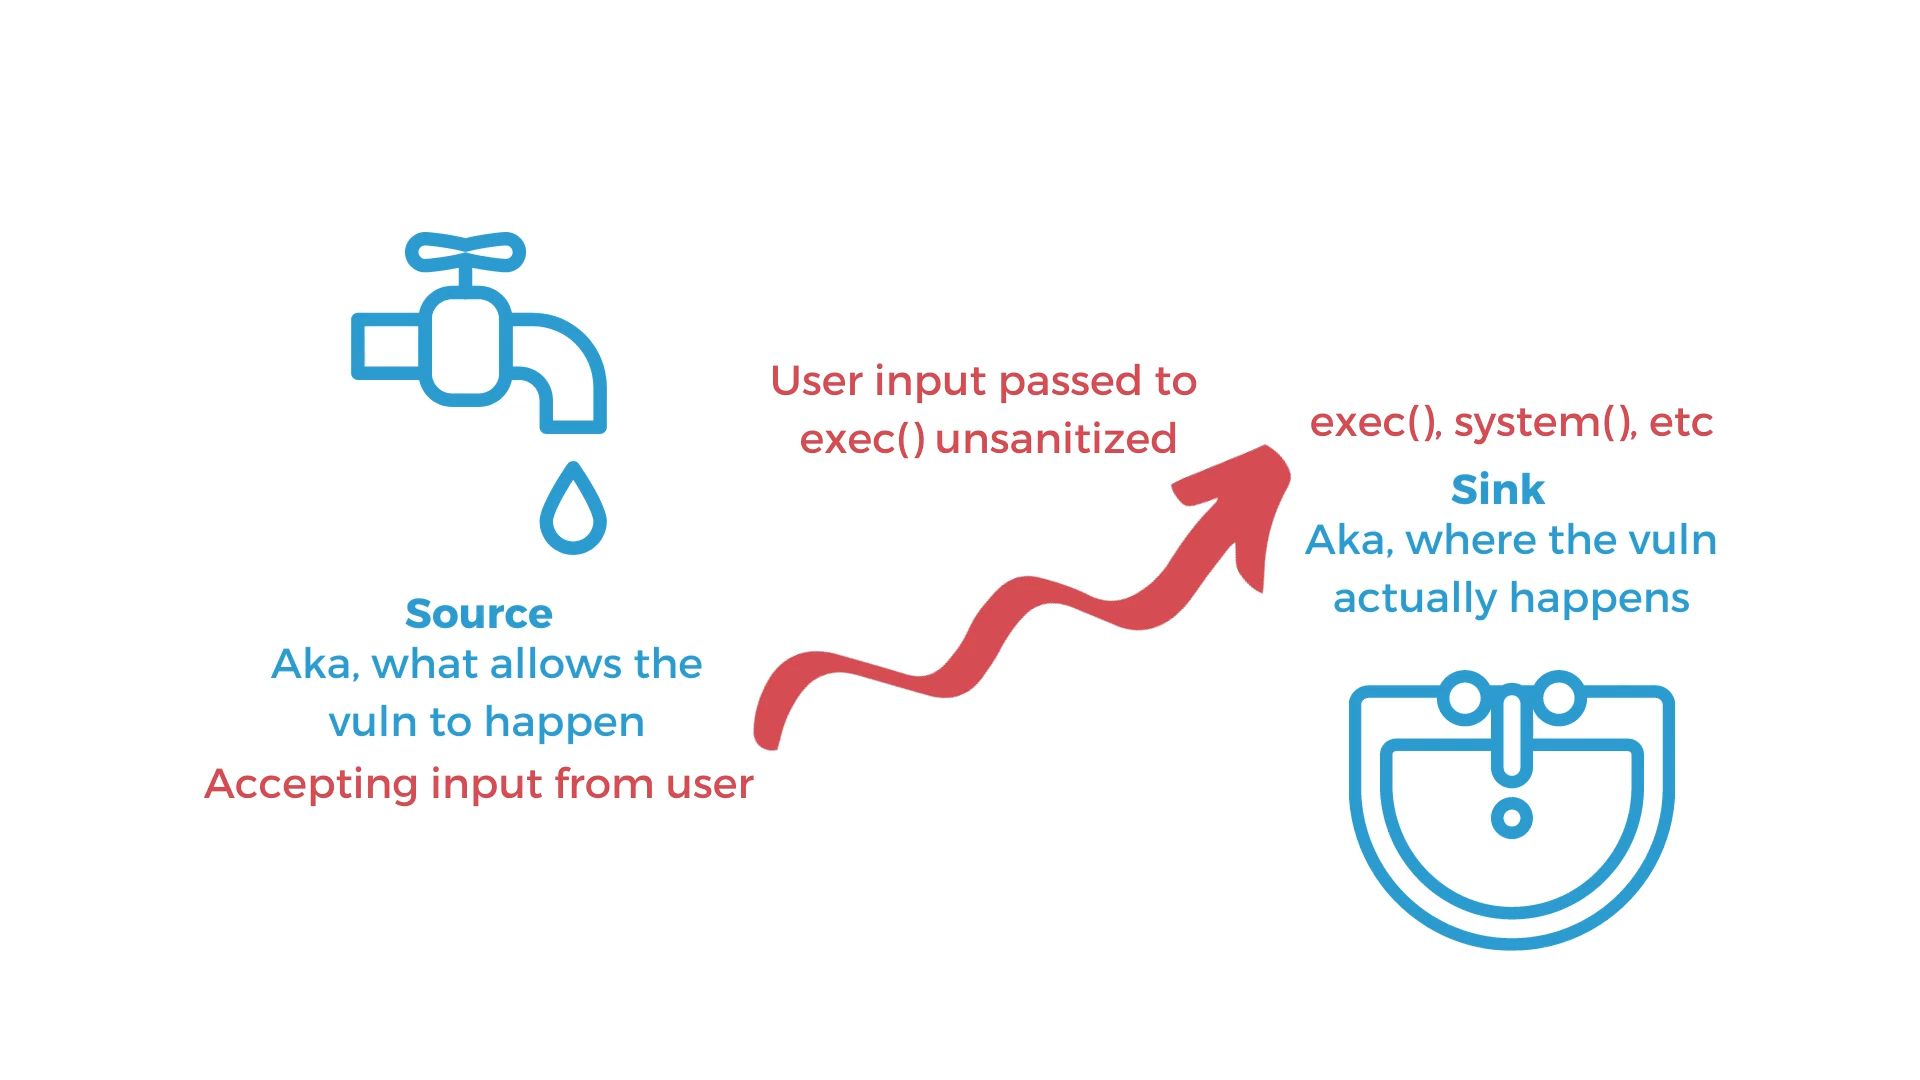 Source
Aka, what allows the
vuln to happen
Accepting input from user
User input passed to
exec() unsanitized
exec(), system(), etc
Sink
Aka, where the vuln
actually happens